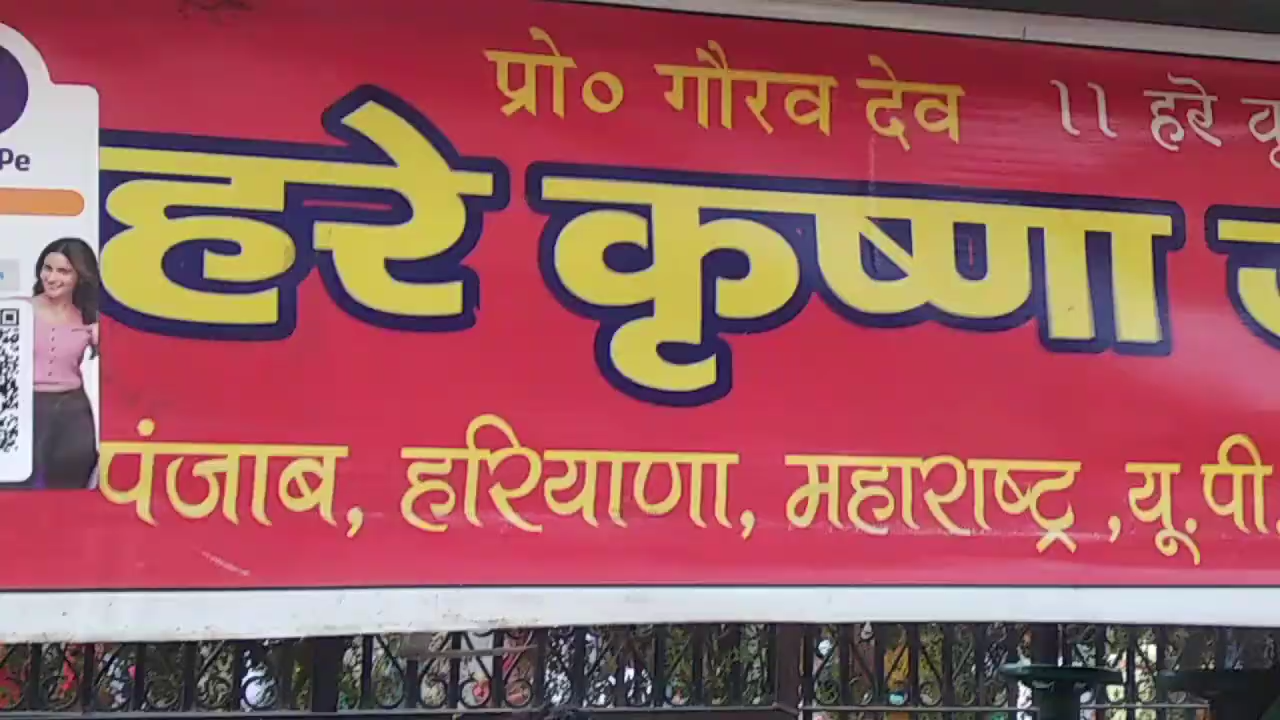 प्रो० गौरव देव ।। हरे
Pe
हरे कृष्णा
पंजाब, हरियाणा, महाराष्ट्र ,यू.पी.